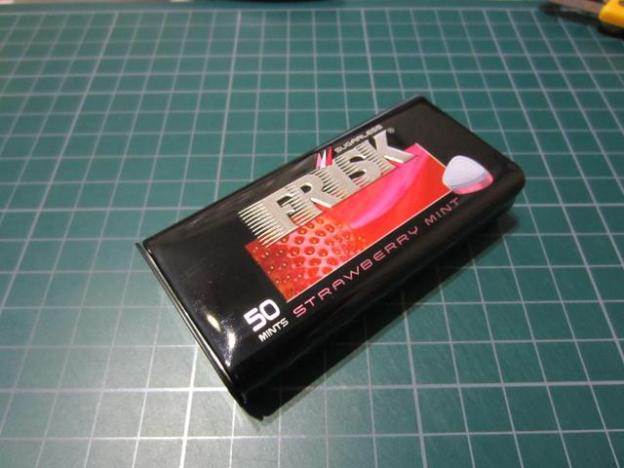 SUGARLESS
FRISK®
STRAWBERRY MINT
50
MINTS